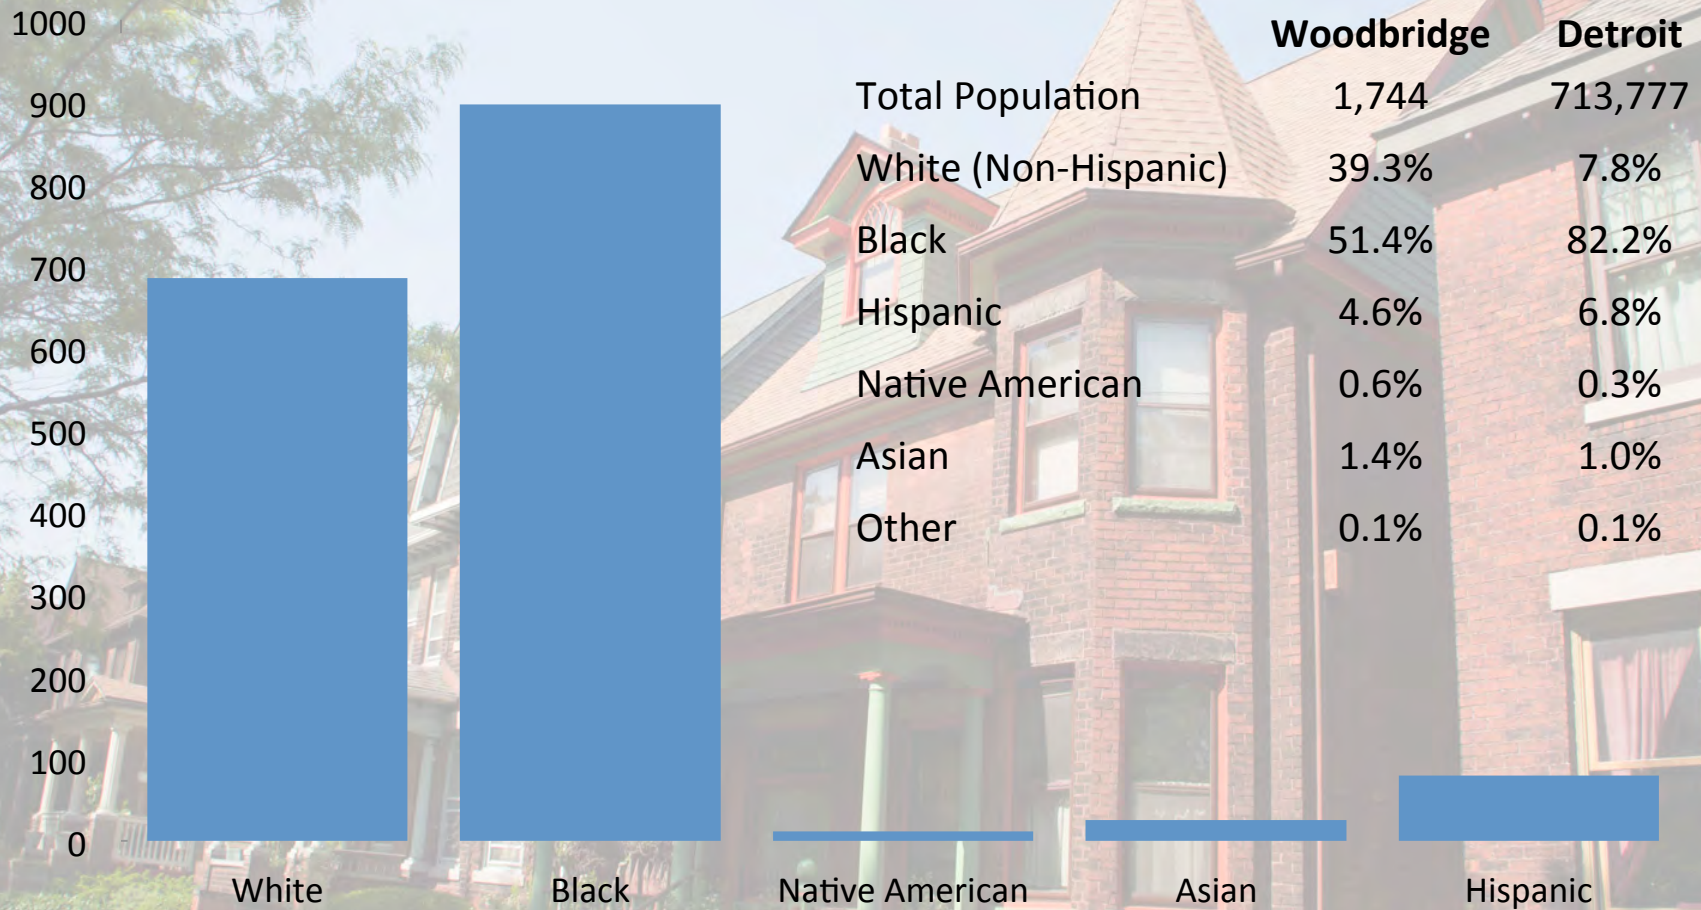 1000
900
800
700
600
500
400
300
200
100
0
White Black Native American Asian Hispanic
Woodbridge Detroit
Total Population 1,744 713,777
White (Non-Hispanic) 39.3% 7.8%
Black 51.4% 82.2%
Hispanic 4.6% 6.8%
Native American 0.6% 0.3%
Asian 1.4% 1.0%
Other 0.1% 0.1%